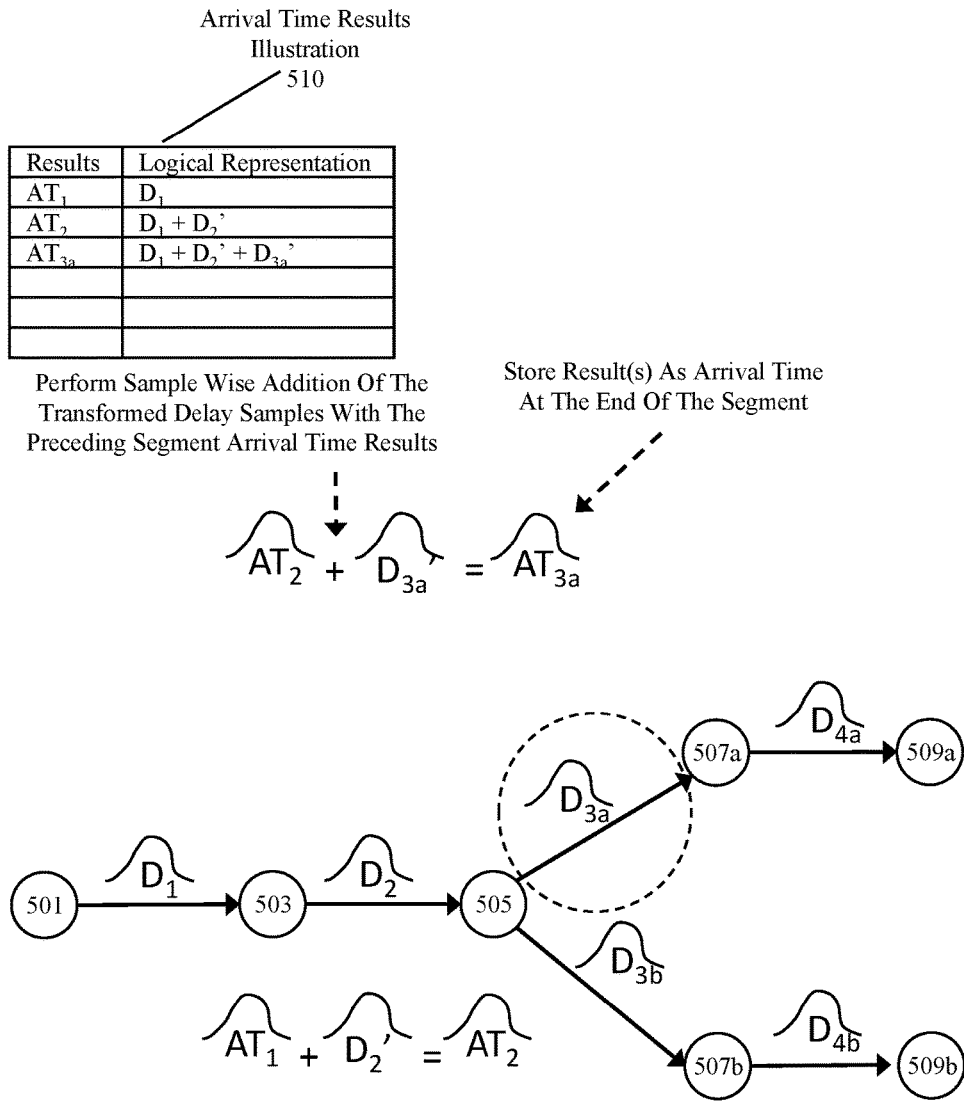 Arrival Time Results
Illustration
510
Results Logical Representation
AT₁ D₁
AT₂ D₁ + D₂’
AT₃ₐ D₁ + D₂’ + D₃ₐ’
Perform Sample Wise Addition Of The
Transformed Delay Samples With The
Preceding Segment Arrival Time Results
Store Result(s) As Arrival Time
At The End Of The Segment
AT₂ + D₃ₐ’ = AT₃ₐ
D₄ₐ
507a 509a
D₃ₐ
D₁ D₂
501 503 505
D₃b
AT₁ + D₂’ = AT₂
D₄b
507b 509b